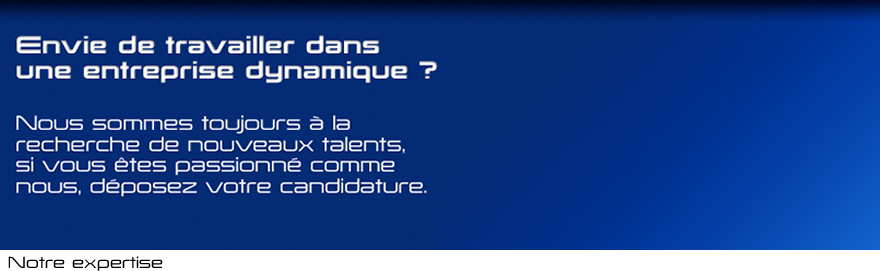 Envie de travailler dans
une entreprise dynamique ?
Nous sommes toujours à la
recherche de nouveaux talents,
si vous êtes passionné comme
nous, déposez votre candidature.
Notre expertise